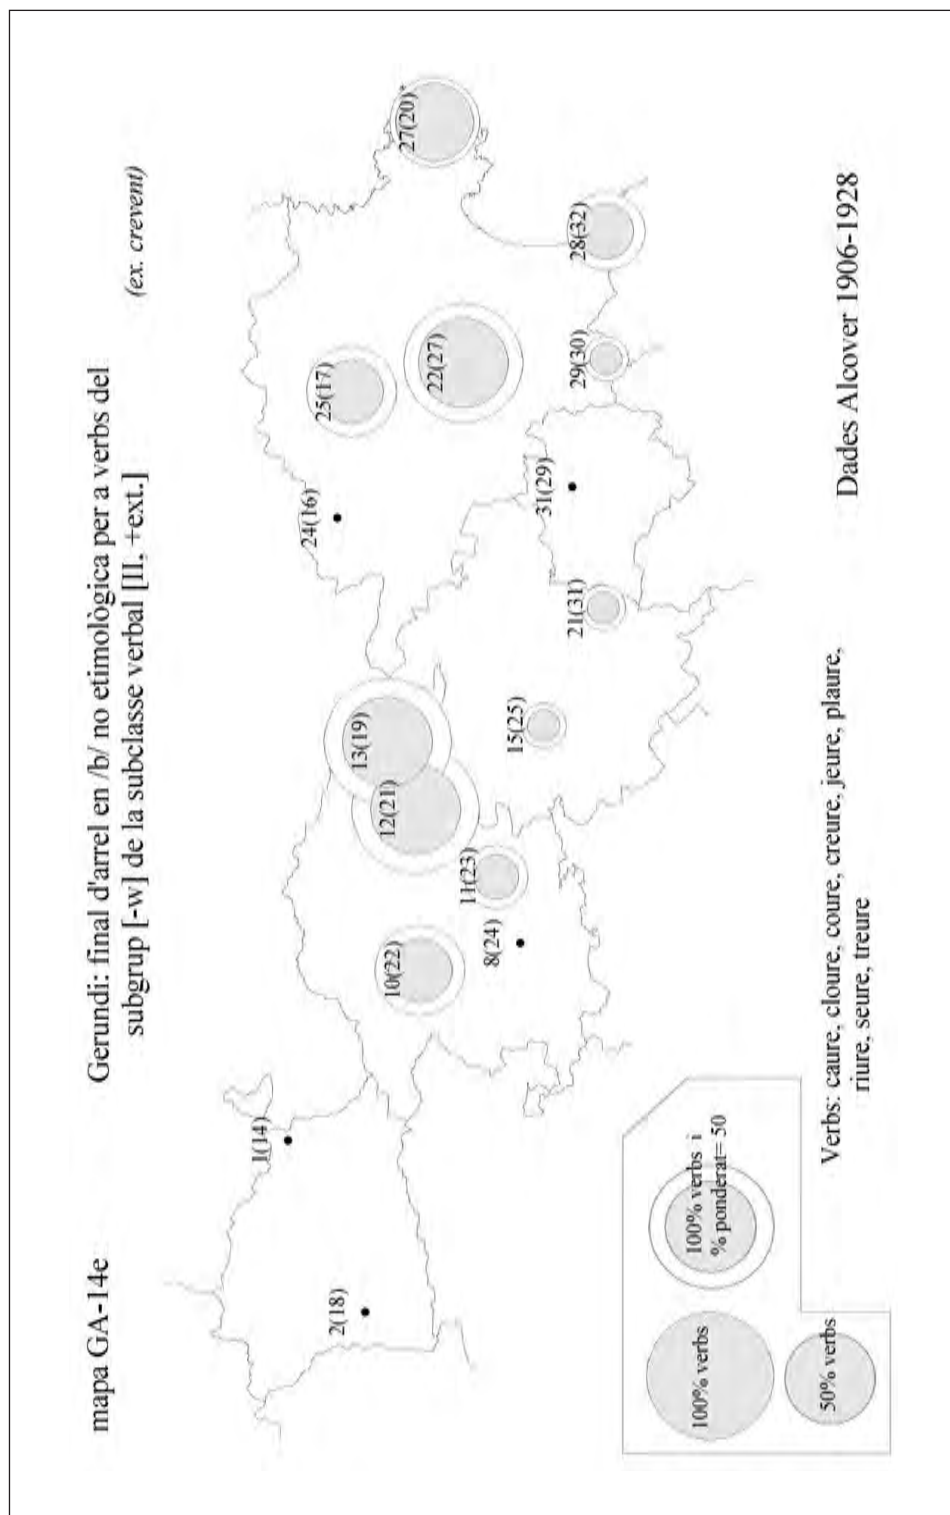 mapa GA-14e
Gerundi: final d'arrel en /b/ no etimològica per a verbs del
subgrup [-w] de la subclasse verbal [II, +ext.]
(ex. crevent)
1(14)
2(18)
10(22)
8(24)
11(23)
12(21)
13(19)
15(25)
21(31)
24(16)
31(29)
25(17)
22(27)
29(30)
28(32)
27(20)
100% verbs
50% verbs
100% verbs i
% ponderat= 50
Verbs: caure, cloure, coure, creure, jeure, plaure,
riure, seure, treure
Dades Alcover 1906-1928